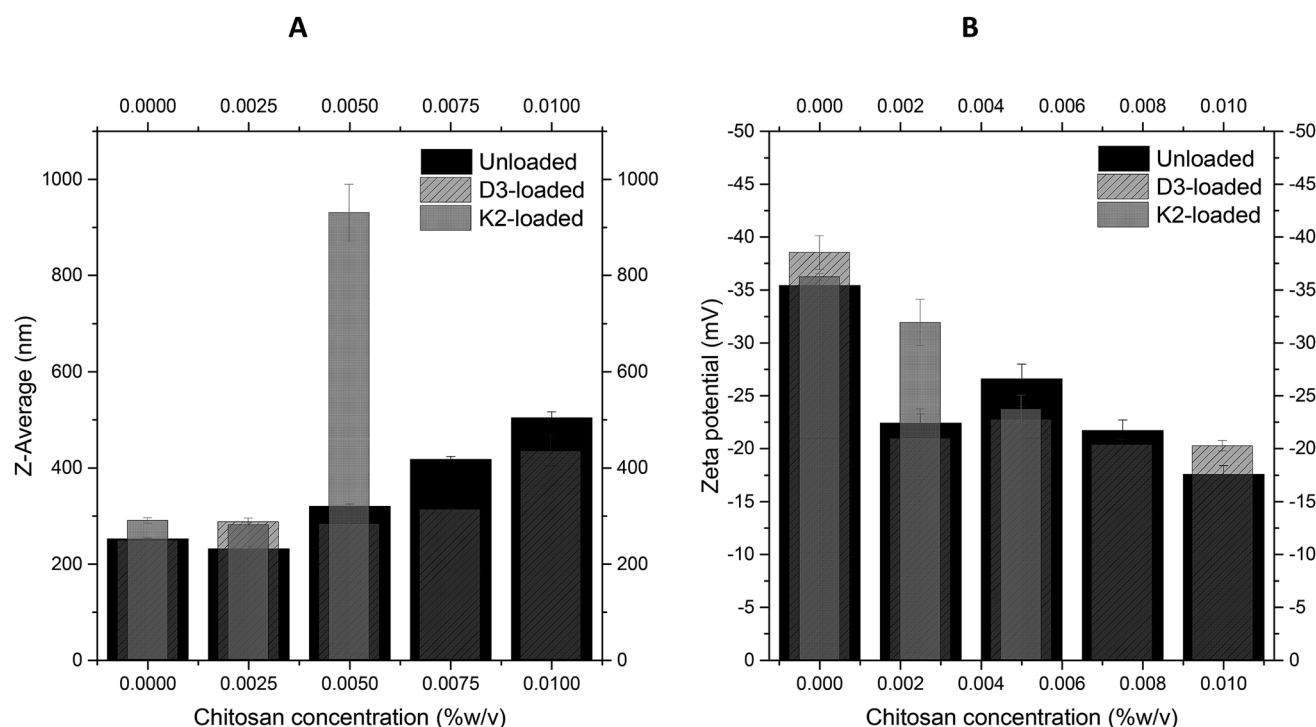 A
B
0.0000 0.0025 0.0050 0.0075 0.0100
Unloaded
D3-loaded
K2-loaded
1000
800
600
400
200
0
1000
800
600
400
200
0
Z-Average (nm)
0.0000 0.0025 0.0050 0.0075 0.0100
Chitosan concentration (%w/v)
0.000 0.002 0.004 0.006 0.008 0.010
Unloaded
D3-loaded
K2-loaded
-50
-45
-40
-35
-30
-25
-20
-15
-10
-5
0
-50
-45
-40
-35
-30
-25
-20
-15
-10
-5
0
Zeta potential (mV)
0.000 0.002 0.004 0.006 0.008 0.010
Chitosan concentration (%w/v)